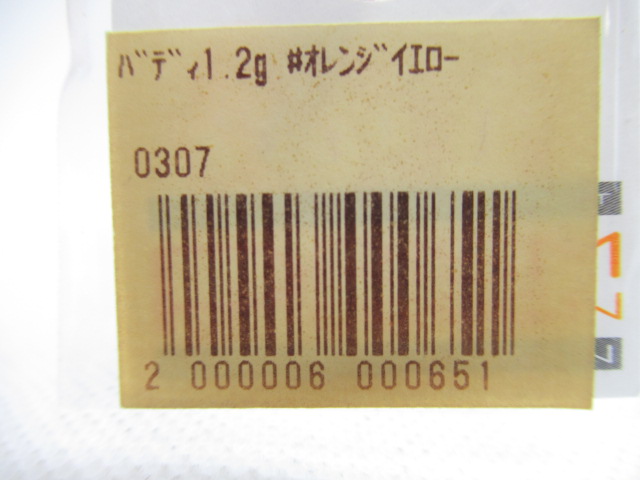 ﾊﾞﾃﾞｨ1.2g #ｵﾚﾝｼﾞｲｴﾛｰ
0307
2 000006 000651